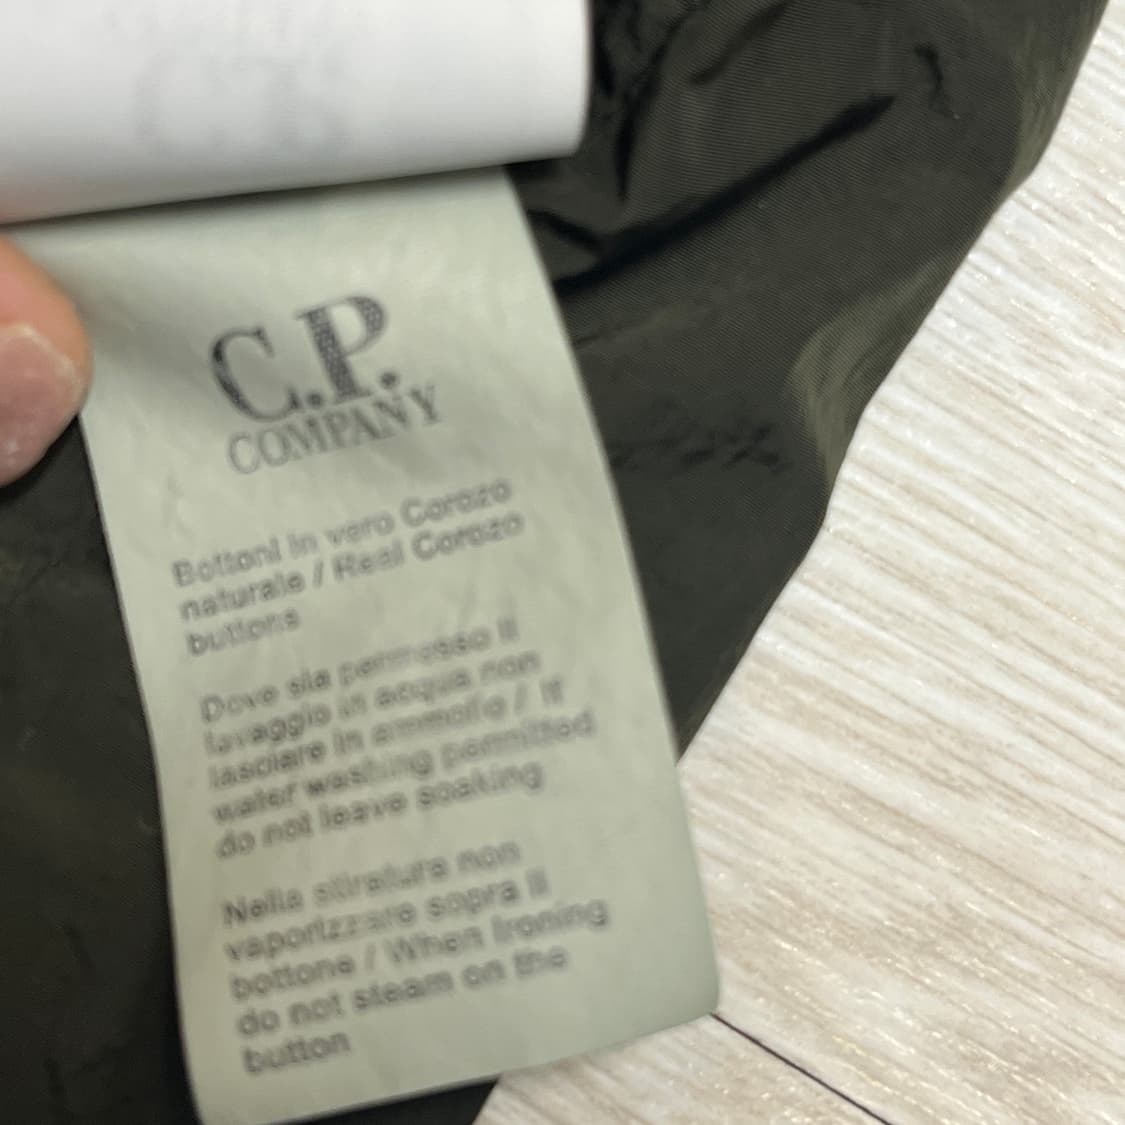 C.P.
COMPANY
Bottoni in vero Corozo
naturale / Real Corozo
buttons
Dove sia permesso il
lavaggio in acqua non
lasciare in ammollo / If
water washing permitted
do not leave soaking
Nella stiratura non
vaporizzare sopra il
bottone / When ironing
do not steam on the
button